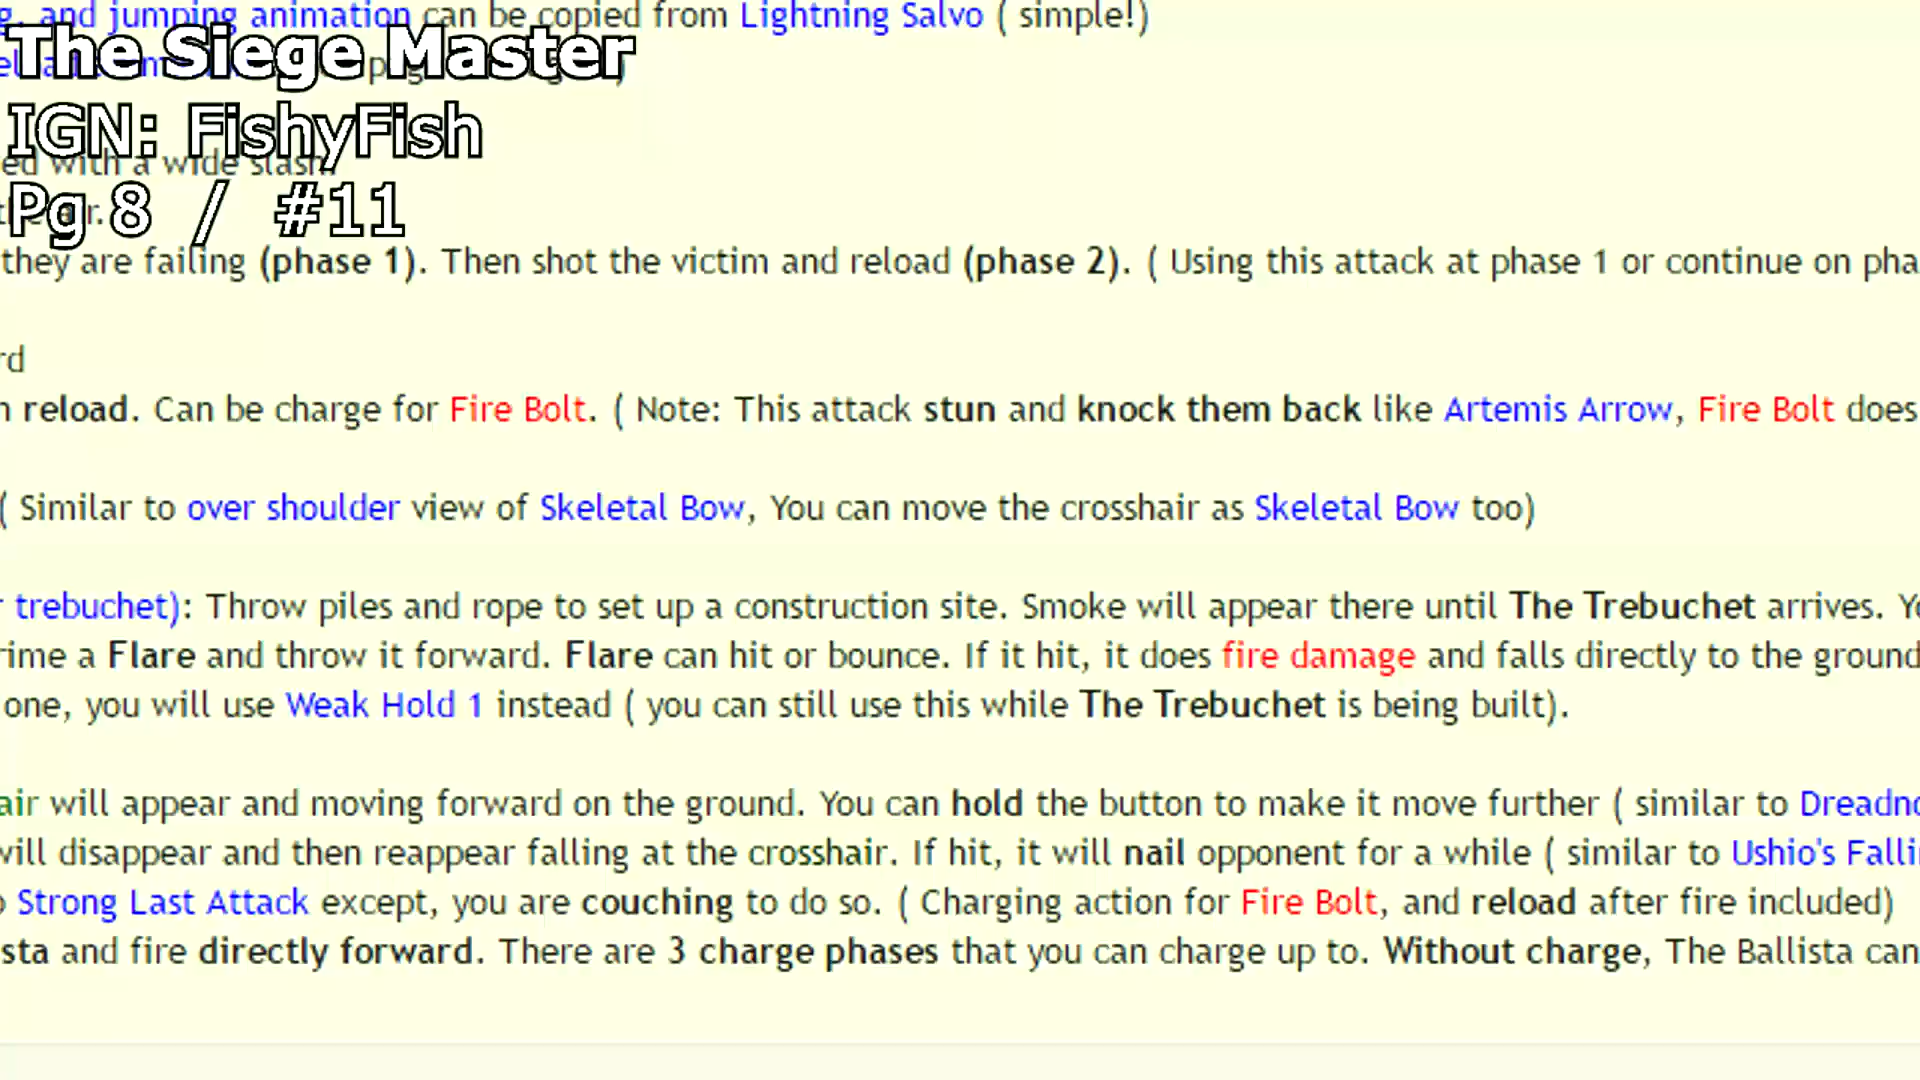 g, and jumping animation can be copied from Lightning Salvo ( simple!)
The Siege Master
IGN: FishyFish
ed with a wide slash.
Pg 8 / #11
they are failing (phase 1). Then shot the victim and reload (phase 2). ( Using this attack at phase 1 or continue on pha
rd
n reload. Can be charge for Fire Bolt. ( Note: This attack stun and knock them back like Artemis Arrow, Fire Bolt does
( Similar to over shoulder view of Skeletal Bow, You can move the crosshair as Skeletal Bow too)
r trebuchet): Throw piles and rope to set up a construction site. Smoke will appear there until The Trebuchet arrives. Yo
rime a Flare and throw it forward. Flare can hit or bounce. If it hit, it does fire damage and falls directly to the ground
one, you will use Weak Hold 1 instead ( you can still use this while The Trebuchet is being built).
air will appear and moving forward on the ground. You can hold the button to make it move further ( similar to Dreadno
will disappear and then reappear falling at the crosshair. If hit, it will nail opponent for a while ( similar to Ushio's Falli
o Strong Last Attack except, you are couching to do so. ( Charging action for Fire Bolt, and reload after fire included)
sta and fire directly forward. There are 3 charge phases that you can charge up to. Without charge, The Ballista can